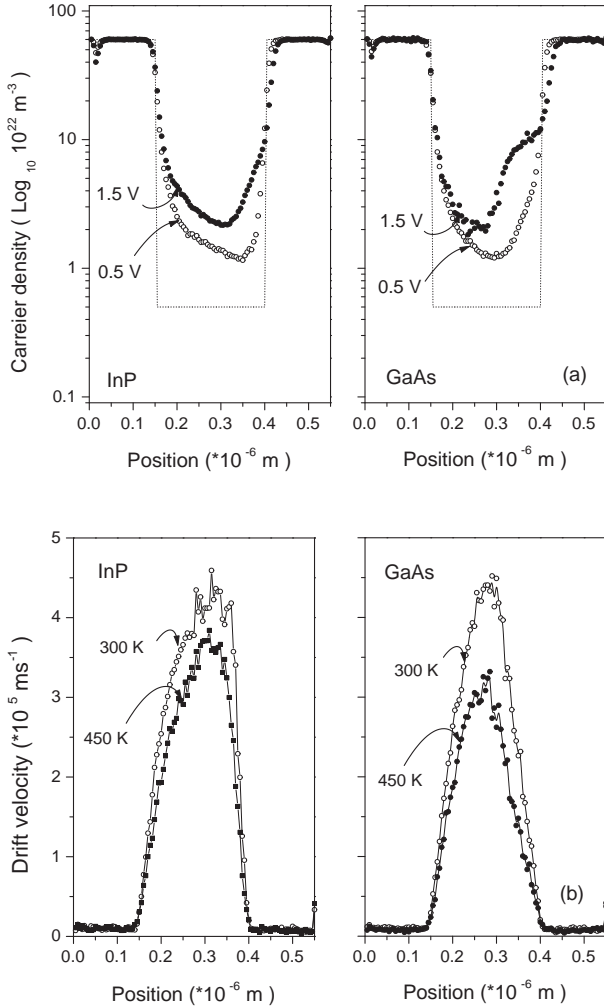 100
10
1
0.1
Carreier density ( Log 10 10^22 m^-3 )
1.5 V
0.5 V
InP
0.0 0.1 0.2 0.3 0.4 0.5
Position (*10^-6 m )
1.5 V
0.5 V
GaAs
(a)
0.0 0.1 0.2 0.3 0.4 0.5
Position (*10^-6 m )
5
4
3
2
1
0
Drift velocity (*10^5 ms^-1 )
InP
300 K
450 K
0.0 0.1 0.2 0.3 0.4 0.5
Position (*10^-6 m )
GaAs
300 K
450 K
(b)
0.0 0.1 0.2 0.3 0.4 0.5
Position (*10^-6 m )